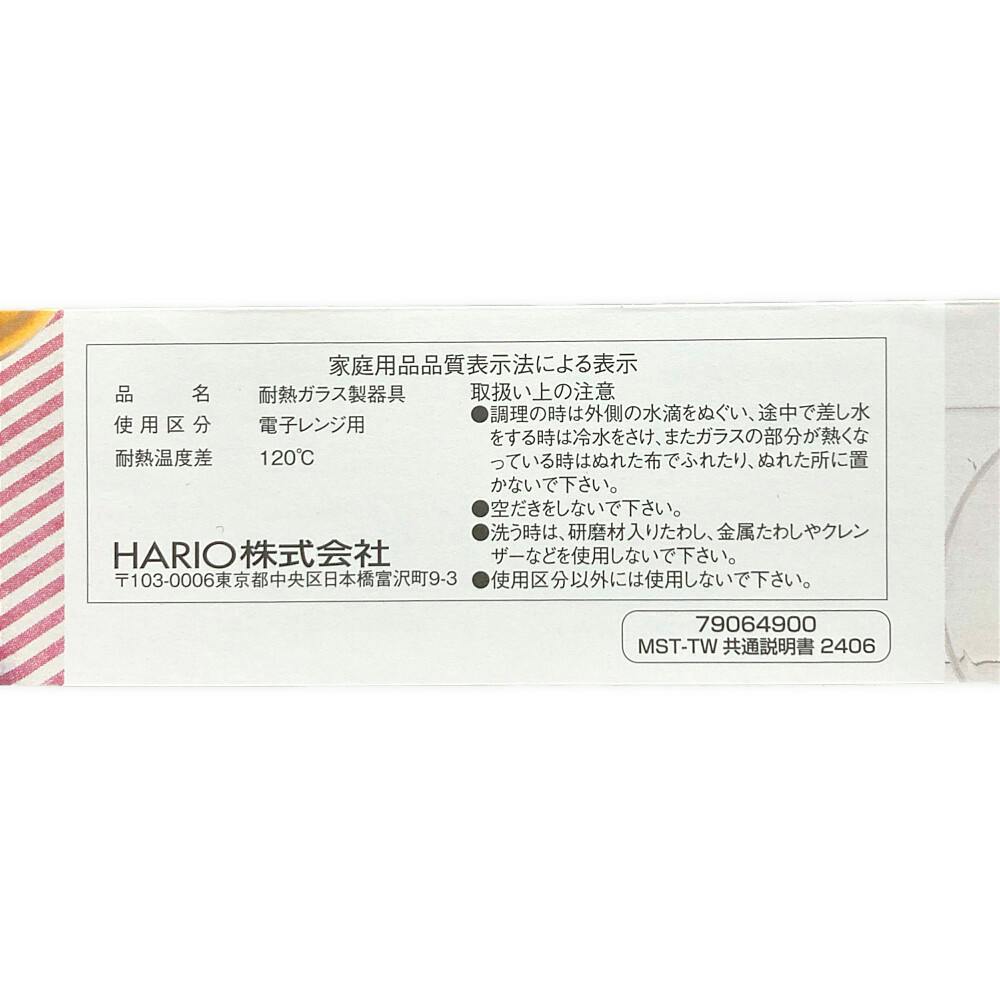 家庭用品品質表示法による表示
品 名 耐熱ガラス製器具
使用区分 電子レンジ用
耐熱温度差 120℃
HARIO株式会社
〒103-0006東京都中央区日本橋富沢町9-3
取扱い上の注意
●調理の時は外側の水滴をぬぐい、途中で差し水
をする時は冷水をさけ、またガラスの部分が熱くな
っている時はぬれた布でふれたり、ぬれた所に置
かないで下さい。
●空だきをしないで下さい。
●洗う時は、研磨材入りたわし、金属たわしやクレン
ザーなどを使用しないで下さい。
●使用区分以外には使用しないで下さい。
79064900
MST-TW 共通説明書 2406